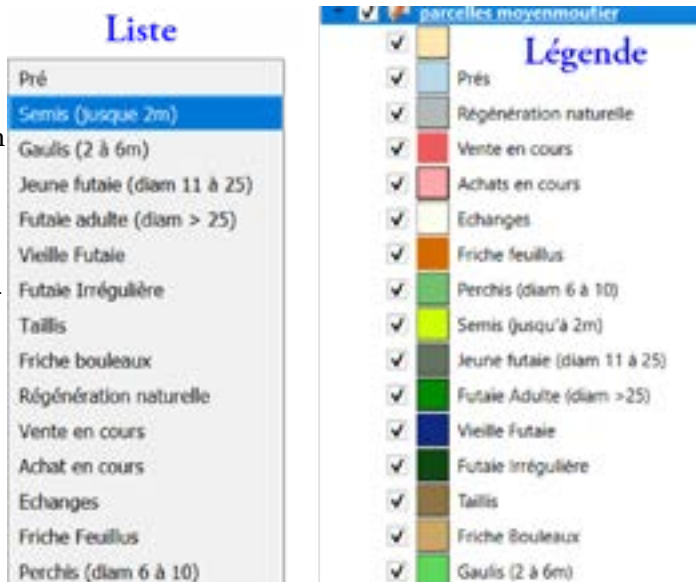 Liste
Pré
Semis (jusque 2m)
Gaulis (2 à 6m)
Jeune futaie (diam 11 à 25)
Futaie adulte (diam > 25)
Vieille Futaie
Futaie Irrégulière
Taillis
Friche bouleaux
Régénération naturelle
Vente en cours
Achat en cours
Echanges
Friche Feuillus
Perchis (diam 6 à 10)
parcelles moyenmoutier
Légende
Prés
Régénération naturelle
Vente en cours
Achats en cours
Echanges
Friche feuillus
Perchis (diam 6 à 10)
Semis (jusqu'à 2m)
Jeune futaie (diam 11 à 25)
Futaie Adulte (diam >25)
Vieille Futaie
Futaie Irrégulière
Taillis
Friche Bouleaux
Gaulis (2 à 6m)